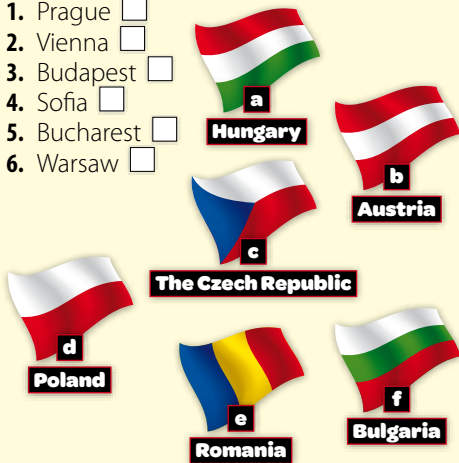 1. Prague
2. Vienna
3. Budapest
4. Sofia
5. Bucharest
6. Warsaw
a
Hungary
b
Austria
c
The Czech Republic
d
Poland
e
Romania
f
Bulgaria